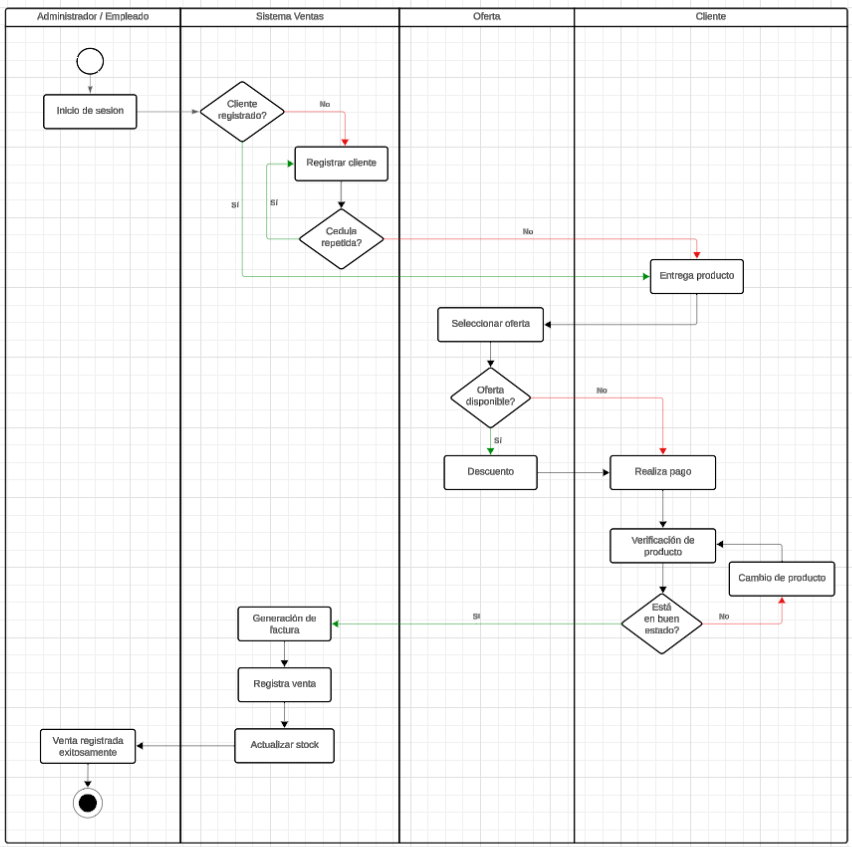 Administrador / Empleado
Sistema Ventas
Oferta
Cliente
Inicio de sesion
Cliente
registrado?
No
Registrar cliente
Sí
Sí
Cedula
repetida?
No
Entrega producto
Seleccionar oferta
Oferta
disponible?
No
Sí
Descuento
Realiza pago
Verificación de
producto
Cambio de producto
Está
en buen
estado?
No
Si
Generación de
factura
Registra venta
Actualizar stock
Venta registrada
exitosamente